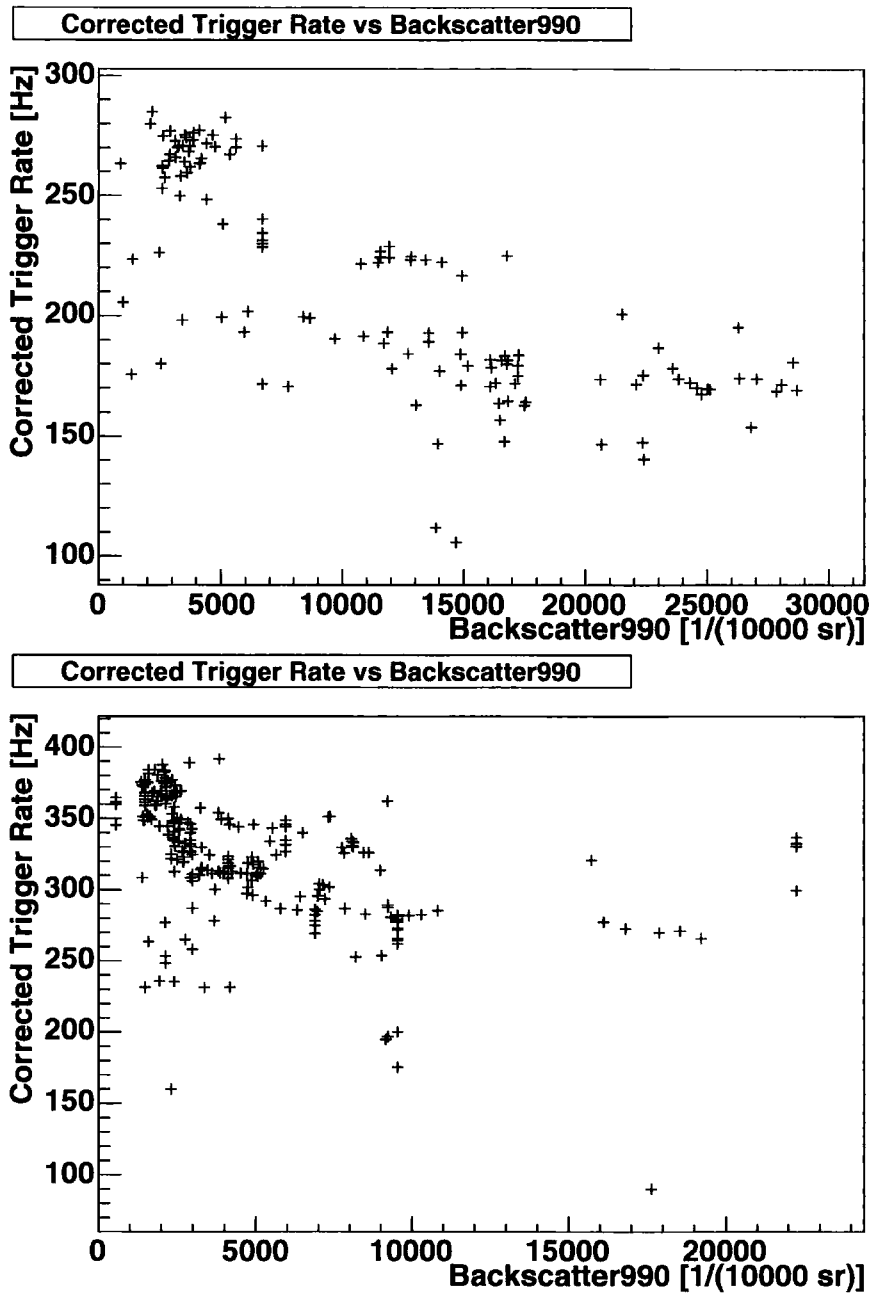 Corrected Trigger Rate vs Backscatter990
Corrected Trigger Rate [Hz]
300
250
200
150
100
0 5000 10000 15000 20000 25000 30000
Backscatter990 [1/(10000 sr)]
Corrected Trigger Rate vs Backscatter990
Corrected Trigger Rate [Hz]
400
350
300
250
200
150
100
0 5000 10000 15000 20000
Backscatter990 [1/(10000 sr)]